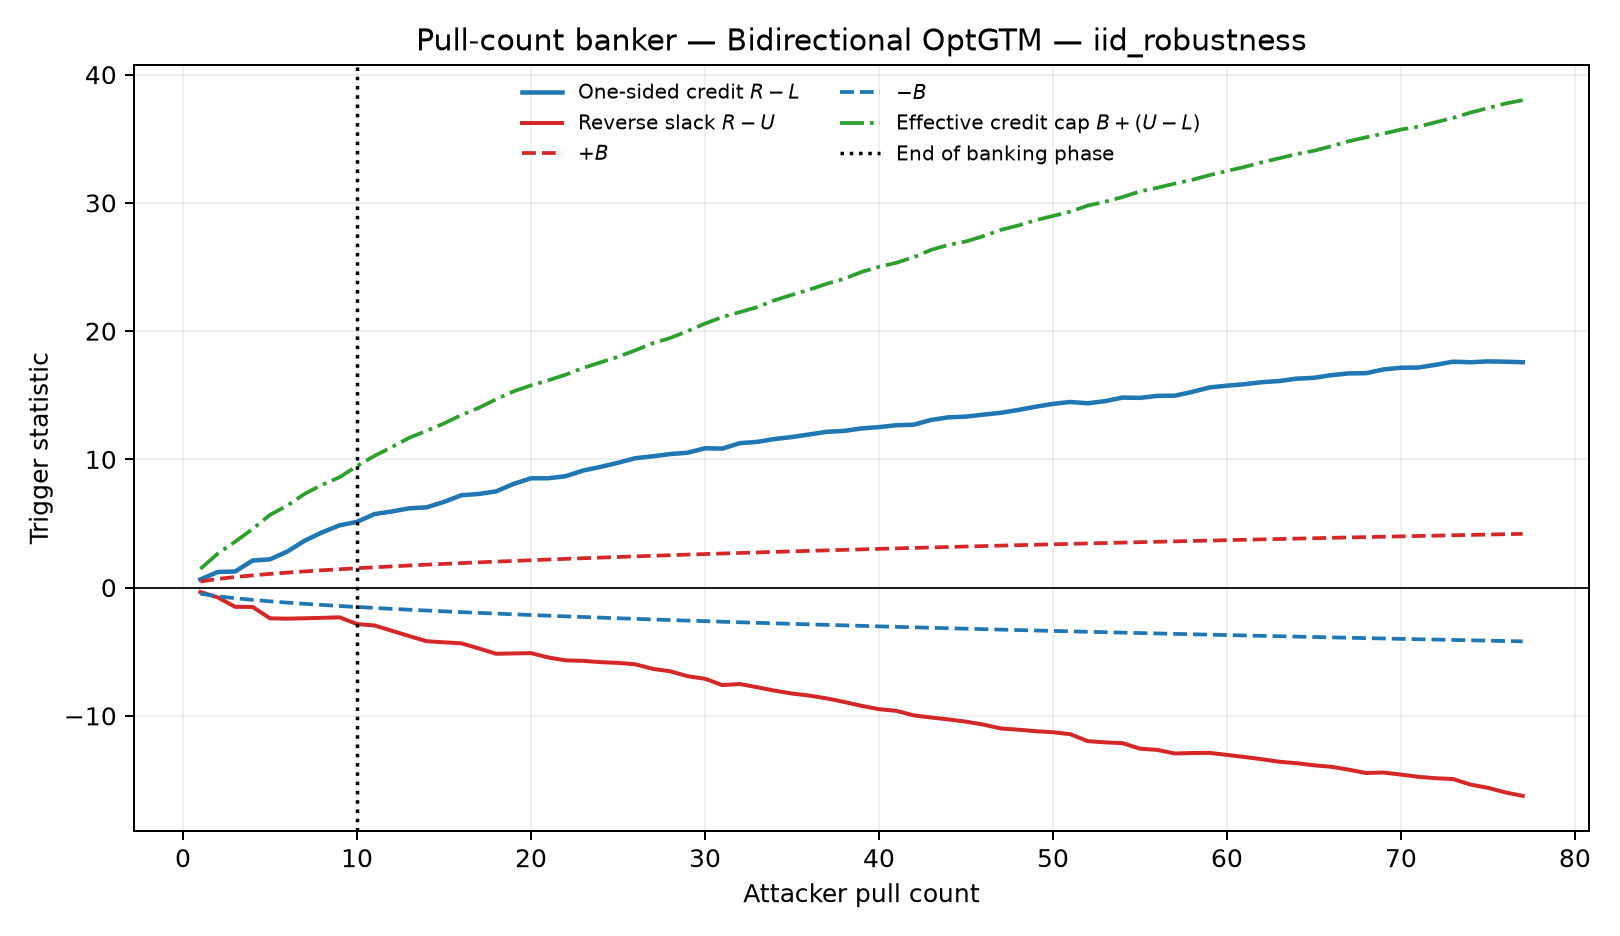 Pull-count banker — Bidirectional OptGTM — iid_robustness
One-sided credit R − L
Reverse slack R − U
+B
−B
Effective credit cap B + (U − L)
End of banking phase
Trigger statistic
40
30
20
10
0
−10
0 10 20 30 40 50 60 70 80
Attacker pull count